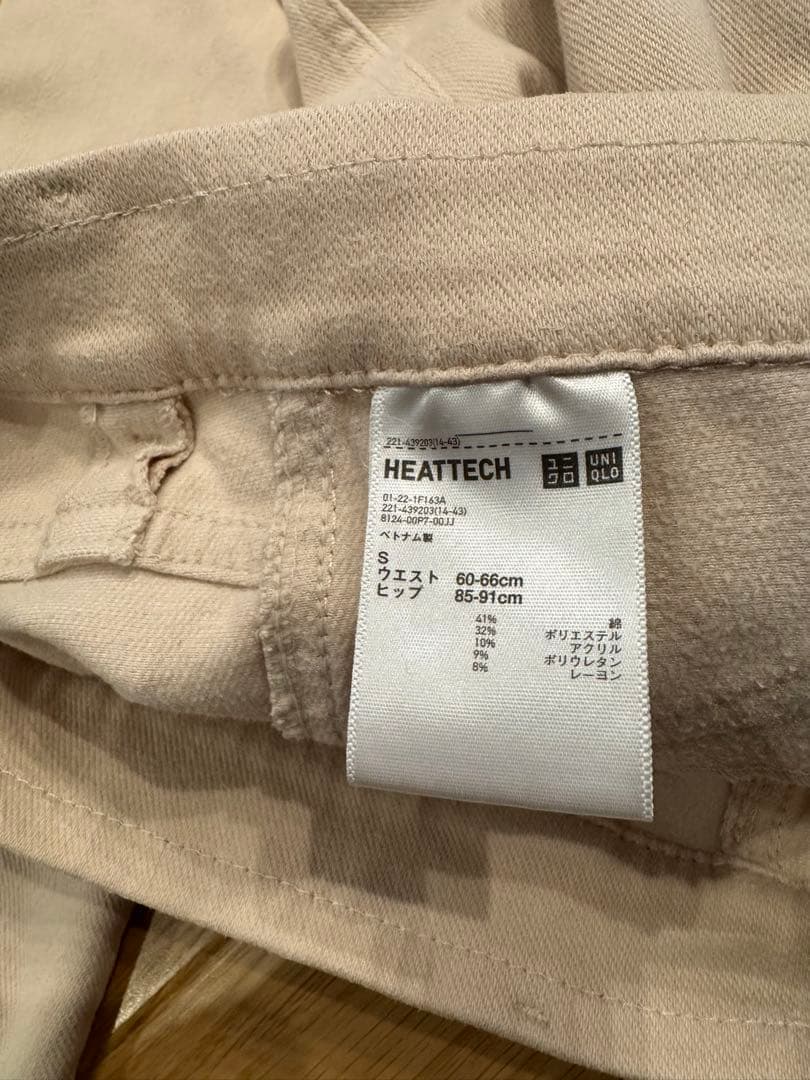 221-439203(14-43)
HEATTECH ユニクロ UNIQLO
01-22-1F163A
221-439203(14-43)
8124-00P7-00JJ
ベトナム製
S
ウエスト 60-66cm
ヒップ 85-91cm
41% 綿
32% ポリエステル
10% アクリル
9% ポリウレタン
8% レーヨン